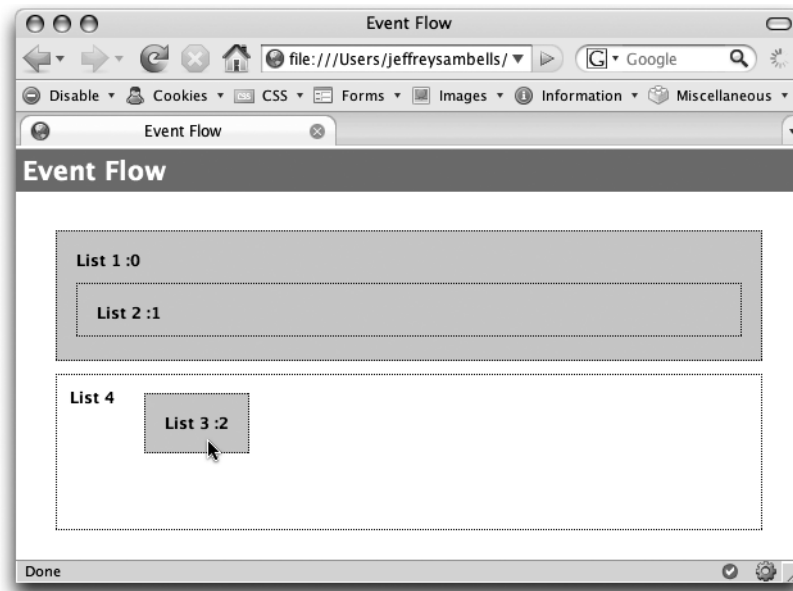 Event Flow
file:///Users/jeffreysambells/ G Google
Disable Cookies CSS Forms Images Information Miscellaneous
Event Flow
Event Flow
List 1 :0
List 2 :1
List 4
List 3 :2
Done